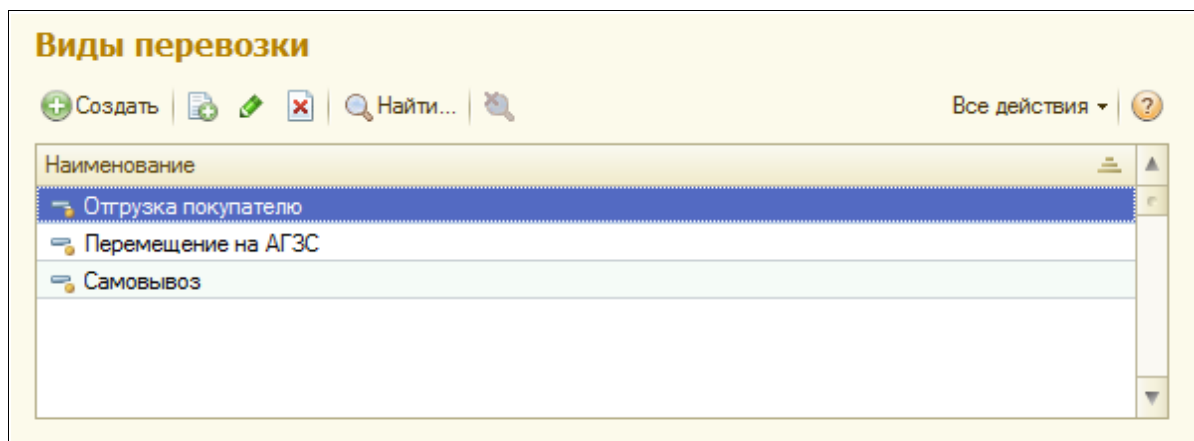 Виды перевозки
Создать Найти... Все действия ?
Наименование
Отгрузка покупателю
Перемещение на АГЗС
Самовывоз